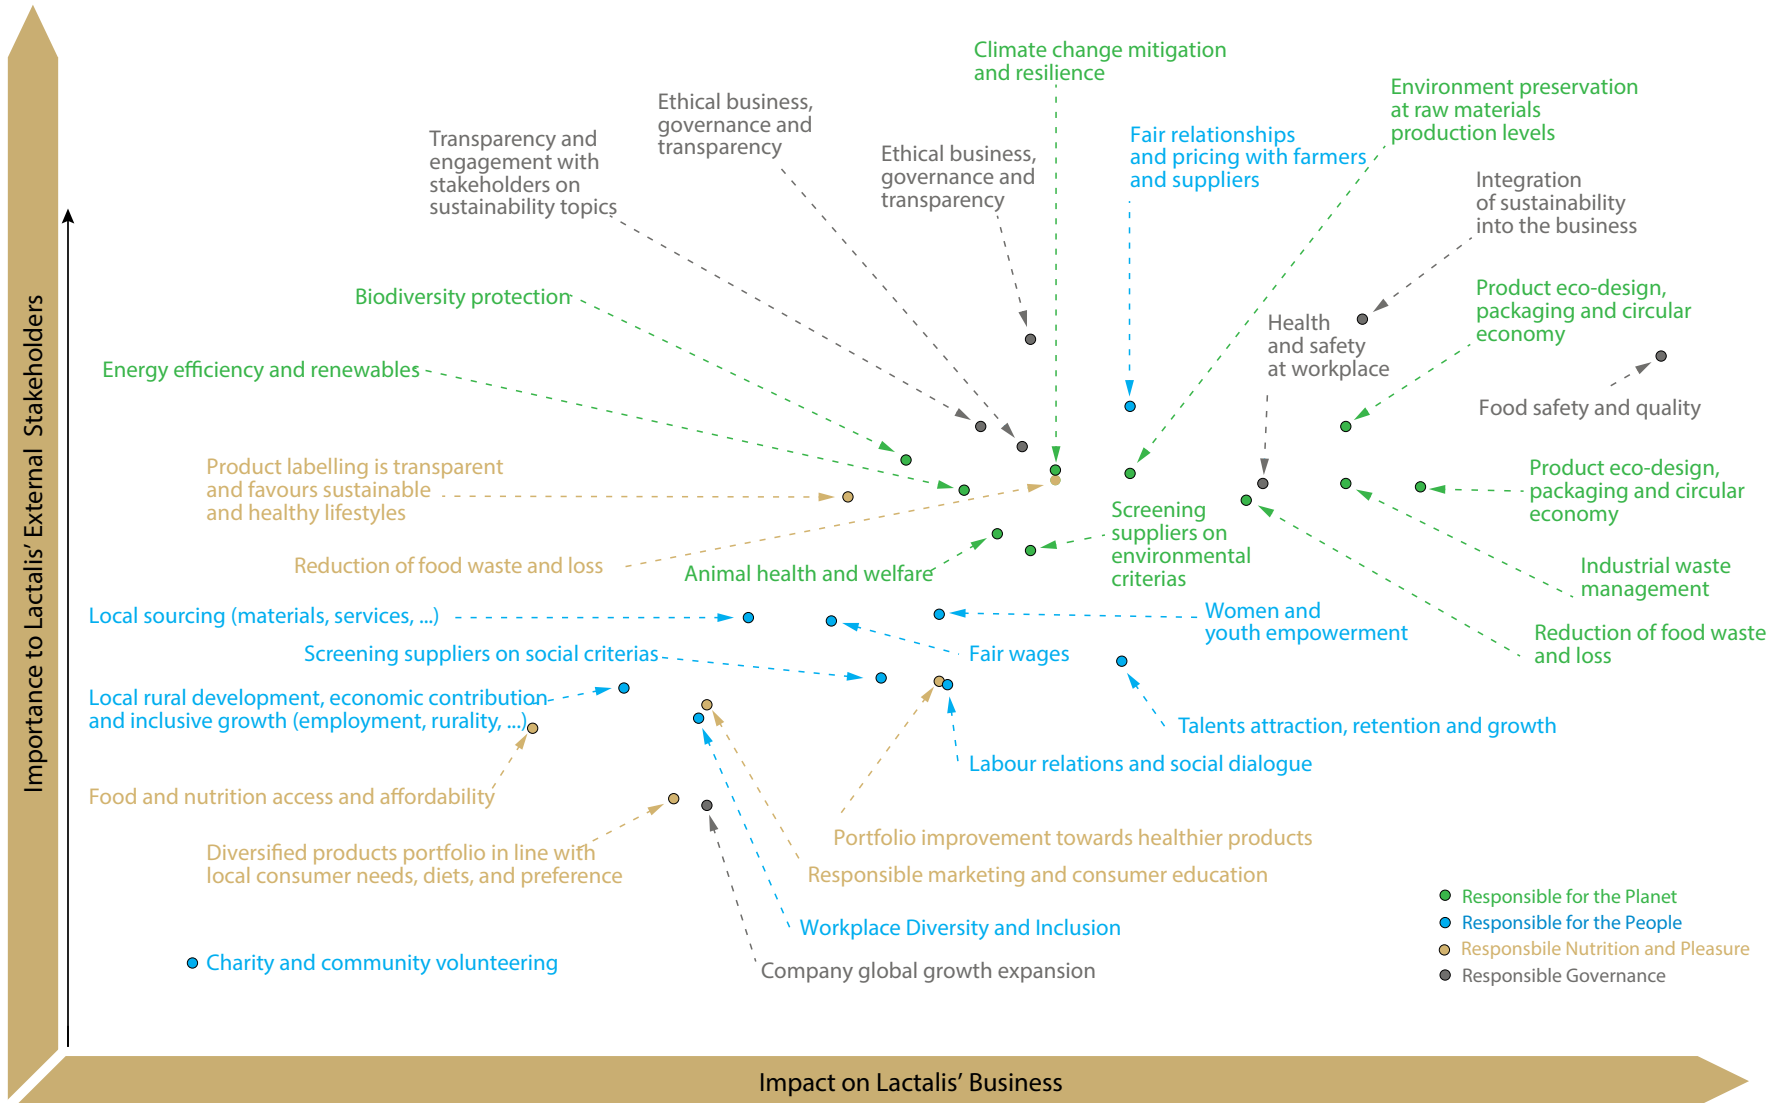 Climate change mitigation
and resilience
Environment preservation
at raw materials
production levels
Ethical business,
governance and
transparency
Transparency and
engagement with
stakeholders on
sustainability topics
Ethical business,
governance and
transparency
Fair relationships
and pricing with farmers
and suppliers
Integration
of sustainability
into the business
Biodiversity protection
Product eco-design,
packaging and circular
economy
Health
and safety
at workplace
Energy efficiency and renewables
Food safety and quality
Product labelling is transparent
and favours sustainable
and healthy lifestyles
Product eco-design,
packaging and circular
economy
Screening
suppliers on
environmental
criterias
Reduction of food waste and loss
Animal health and welfare
Industrial waste
management
Local sourcing (materials, services, ...)
Women and
youth empowerment
Reduction of food waste
and loss
Screening suppliers on social criterias
Fair wages
Local rural development, economic contribution
and inclusive growth (employment, rurality, ...)
Talents attraction, retention and growth
Labour relations and social dialogue
Food and nutrition access and affordability
Portfolio improvement towards healthier products
Diversified products portfolio in line with
local consumer needs, diets, and preference
Responsible marketing and consumer education
Workplace Diversity and Inclusion
Charity and community volunteering
Company global growth expansion
Responsible for the Planet
Responsible for the People
Responsbile Nutrition and Pleasure
Responsible Governance
Importance to Lactalis’ External Stakeholders
Impact on Lactalis’ Business